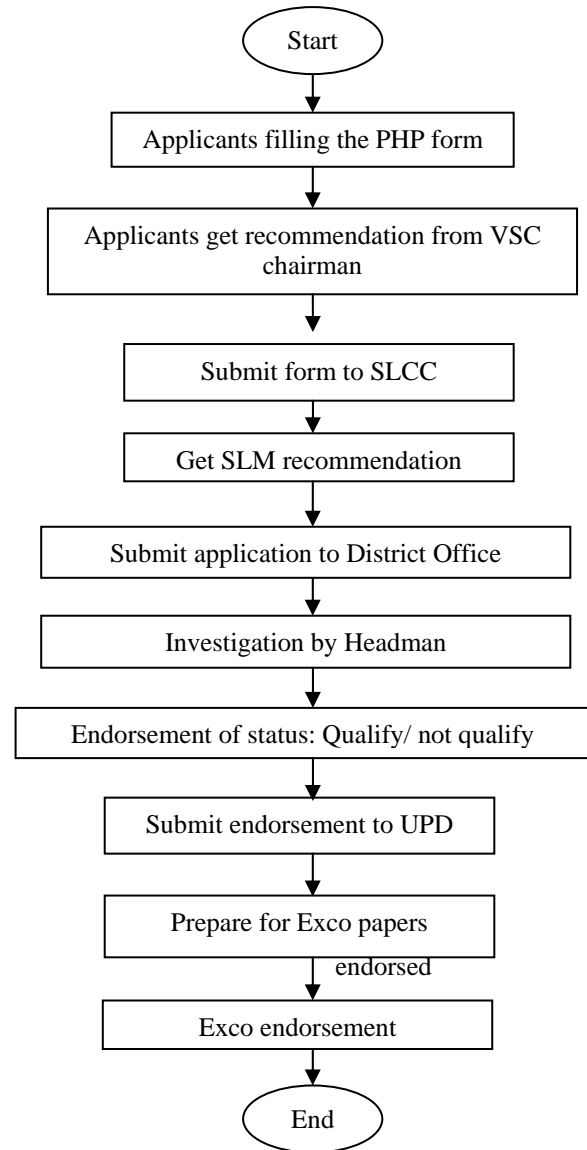 Start
Applicants filling the PHP form
Applicants get recommendation from VSC
chairman
Submit form to SLCC
Get SLM recommendation
Submit application to District Office
Investigation by Headman
Endorsement of status: Qualify/ not qualify
Submit endorsement to UPD
Prepare for Exco papers
endorsed
Exco endorsement
End